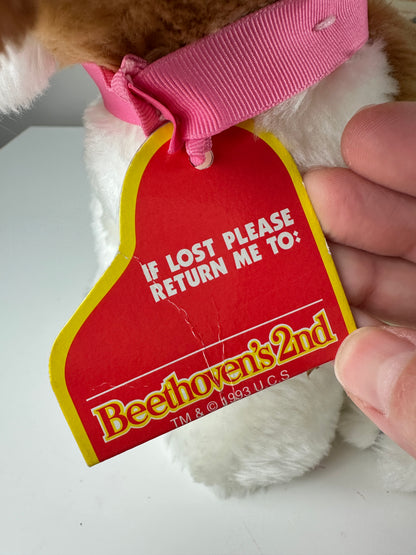 IF LOST PLEASE
RETURN ME TO:
Beethoven's 2nd
TM & © 1993 U.C.S.